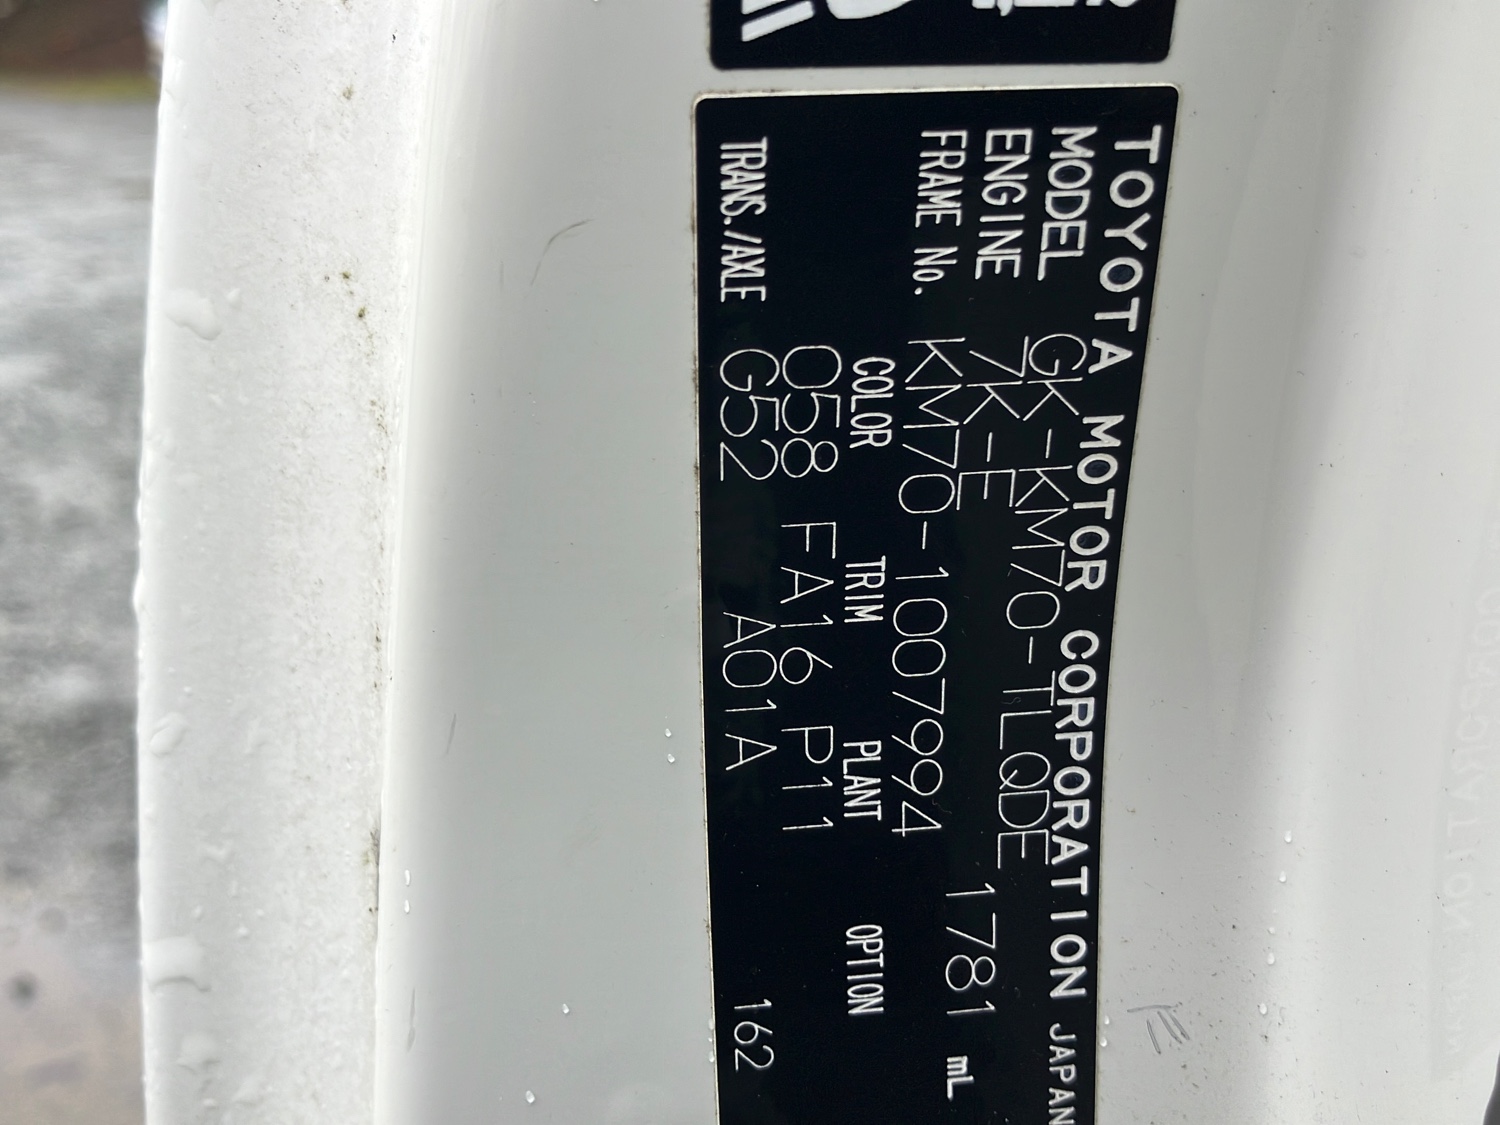 TOYOTA MOTOR CORPORATION JAPAN
MODEL GK-KM70-TLQDE
ENGINE 7K-E 1781 mL
FRAME No. KM70-1007994
COLOR TRIM PLANT OPTION
058 FA16 P11
TRANS./AXLE G52 A01A 162